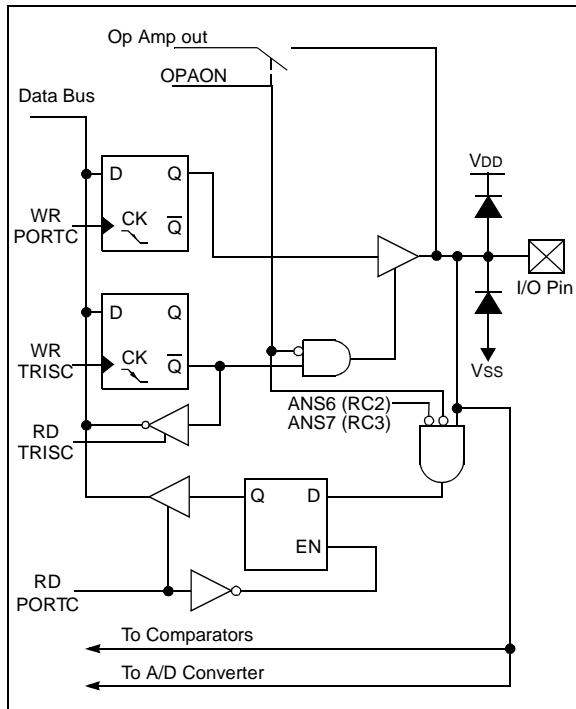 Op Amp out
OPAON
Data Bus
VDD
D Q
WR
PORTC
CK Q
I/O Pin
D Q
WR
TRISC
CK Q
VSS
ANS6 (RC2)
ANS7 (RC3)
RD
TRISC
Q D
EN
RD
PORTC
To Comparators
To A/D Converter